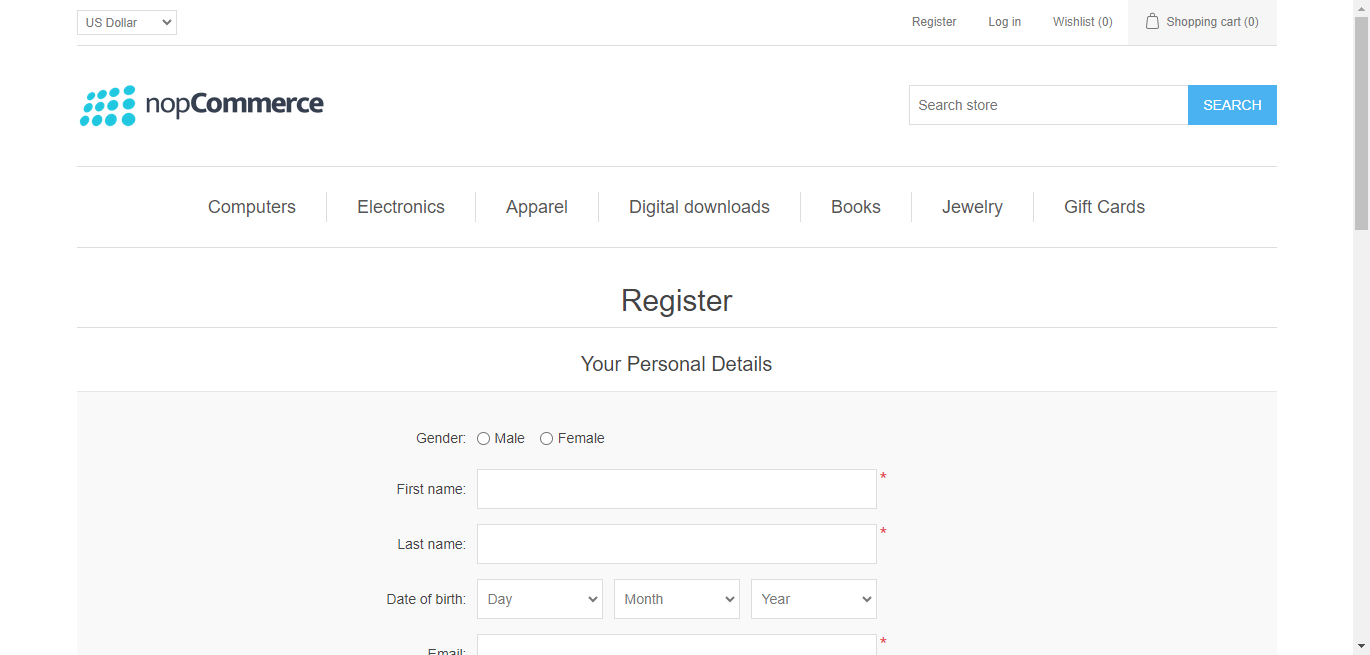 US Dollar Register Log in Wishlist (0) Shopping cart (0)
nopCommerce Search store SEARCH
Computers Electronics Apparel Digital downloads Books Jewelry Gift Cards
Register
Your Personal Details
Gender: Male Female
First name: *
Last name: *
Date of birth: Day Month Year
Email: *